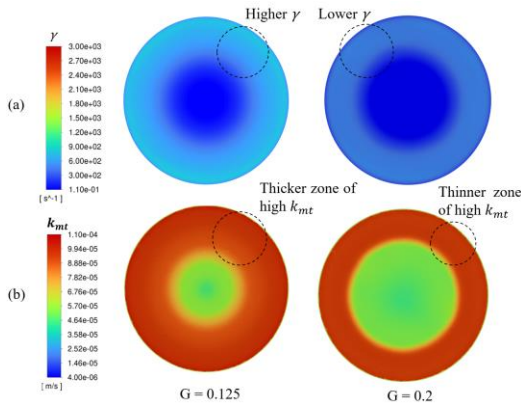 γ
Higher γ
Lower γ
3.00e+03
2.70e+03
2.40e+03
2.10e+03
1.80e+03
1.50e+03
1.20e+03
9.00e+02
6.00e+02
3.00e+02
1.10e-01
[ s^-1 ]
(a)
Thicker zone of
high kmt
Thinner zone
of high kmt
kmt
1.10e-04
9.94e-05
8.88e-05
7.82e-05
6.76e-05
5.70e-05
4.64e-05
3.58e-05
2.52e-05
1.46e-05
4.00e-06
[ m/s ]
(b)
G = 0.125
G = 0.2